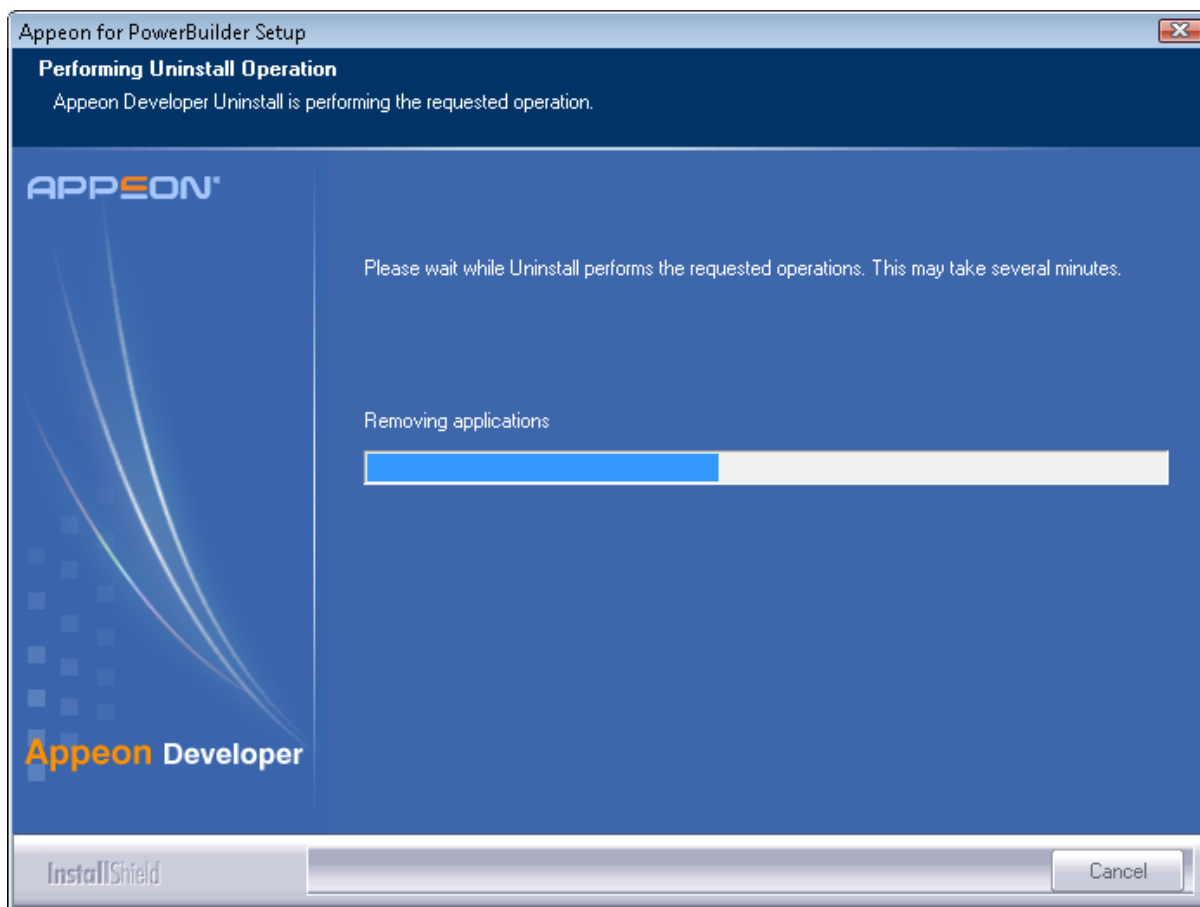 Appeon for PowerBuilder Setup
Performing Uninstall Operation
Appeon Developer Uninstall is performing the requested operation.
APPEON
Please wait while Uninstall performs the requested operations. This may take several minutes.
Removing applications
Appeon Developer
InstallShield
Cancel